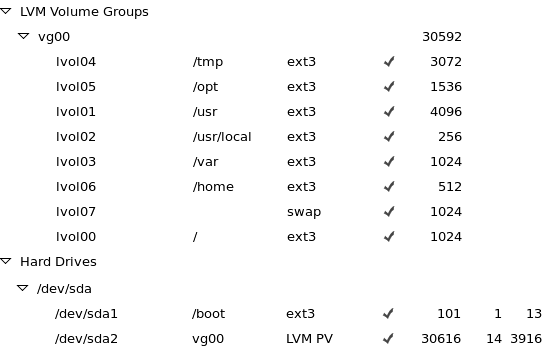 LVM Volume Groups
vg00 30592
lvol04 /tmp ext3 3072
lvol05 /opt ext3 1536
lvol01 /usr ext3 4096
lvol02 /usr/local ext3 256
lvol03 /var ext3 1024
lvol06 /home ext3 512
lvol07 swap 1024
lvol00 / ext3 1024
Hard Drives
/dev/sda
/dev/sda1 /boot ext3 101 1 13
/dev/sda2 vg00 LVM PV 30616 14 3916